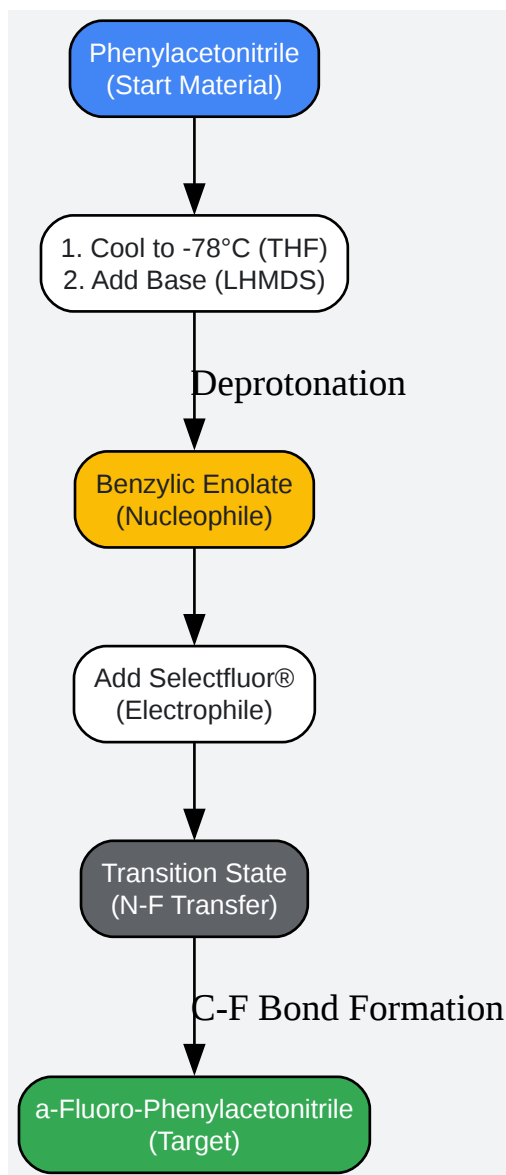 Phenylacetonitrile
(Start Material)
1. Cool to -78°C (THF)
2. Add Base (LHMDS)
Deprotonation
Benzylic Enolate
(Nucleophile)
Add Selectfluor®
(Electrophile)
Transition State
(N-F Transfer)
C-F Bond Formation
a-Fluoro-Phenylacetonitrile
(Target)